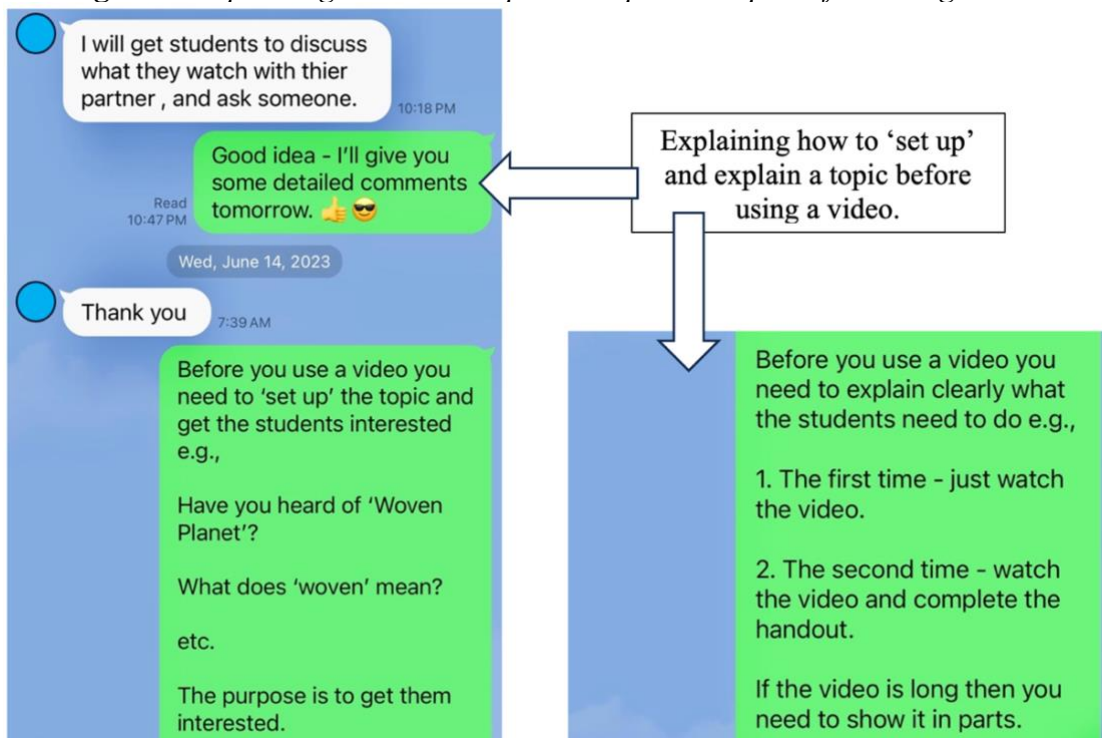 I will get students to discuss
what they watch with thier
partner , and ask someone.
10:18 PM
Good idea - I'll give you
some detailed comments
tomorrow. 👍😎
Read
10:47 PM
Wed, June 14, 2023
Thank you
7:39 AM
Before you use a video you
need to 'set up' the topic and
get the students interested
e.g.,
Have you heard of 'Woven
Planet'?
What does 'woven' mean?
etc.
The purpose is to get them
interested.
Explaining how to ‘set up’
and explain a topic before
using a video.
Before you use a video you
need to explain clearly what
the students need to do e.g.,
1. The first time - just watch
the video.
2. The second time - watch
the video and complete the
handout.
If the video is long then you
need to show it in parts.